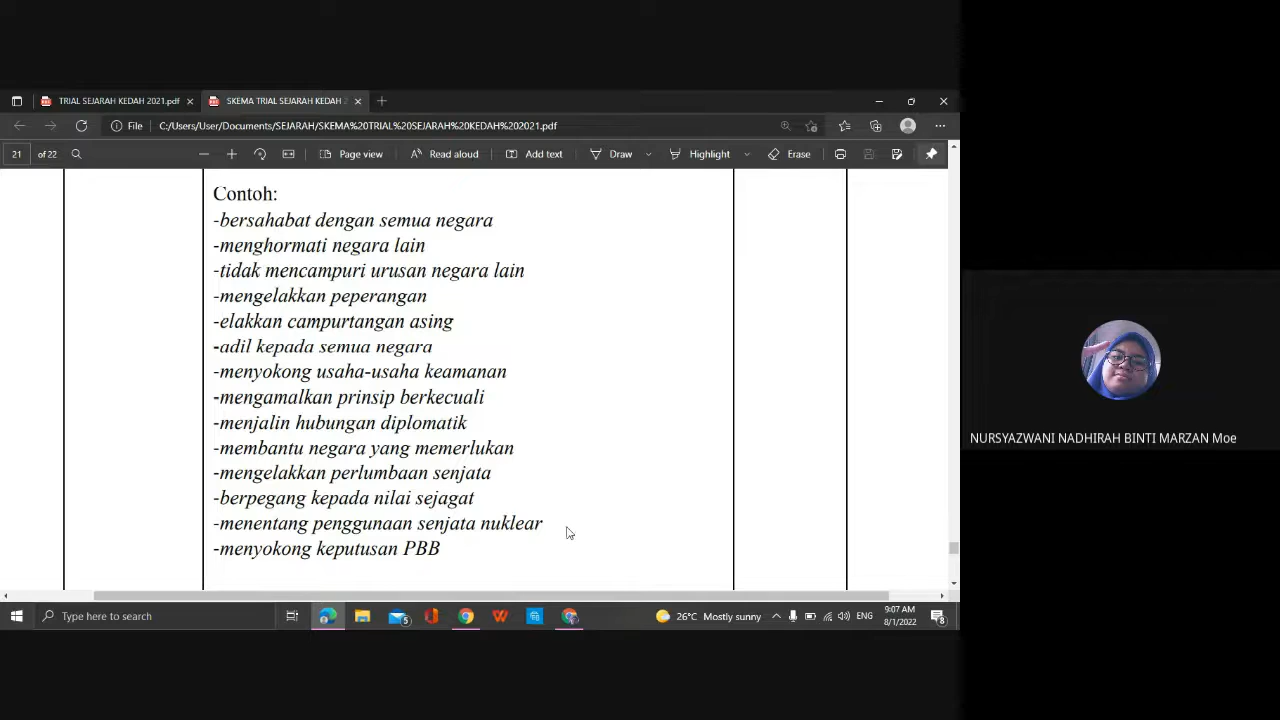 TRIAL SEJARAH KEDAH 2021.pdf
SKEMA TRIAL SEJARAH KEDAH 2
File
C:/Users/User/Documents/SEJARAH/SKEMA%20TRIAL%20SEJARAH%20KEDAH%202021.pdf
21 of 22
Page view
Read aloud
Add text
Draw
Highlight
Erase
Contoh:
-bersahabat dengan semua negara
-menghormati negara lain
-tidak mencampuri urusan negara lain
-mengelakkan peperangan
-elakkan campurtangan asing
-adil kepada semua negara
-menyokong usaha-usaha keamanan
-mengamalkan prinsip berkecuali
-menjalin hubungan diplomatik
-membantu negara yang memerlukan
-mengelakkan perlumbaan senjata
-berpegang kepada nilai sejagat
-menentang penggunaan senjata nuklear
-menyokong keputusan PBB
NURSYAZWANI NADHIRAH BINTI MARZAN Moe
Type here to search
5
26°C Mostly sunny
ENG
9:07 AM
8/1/2022
8